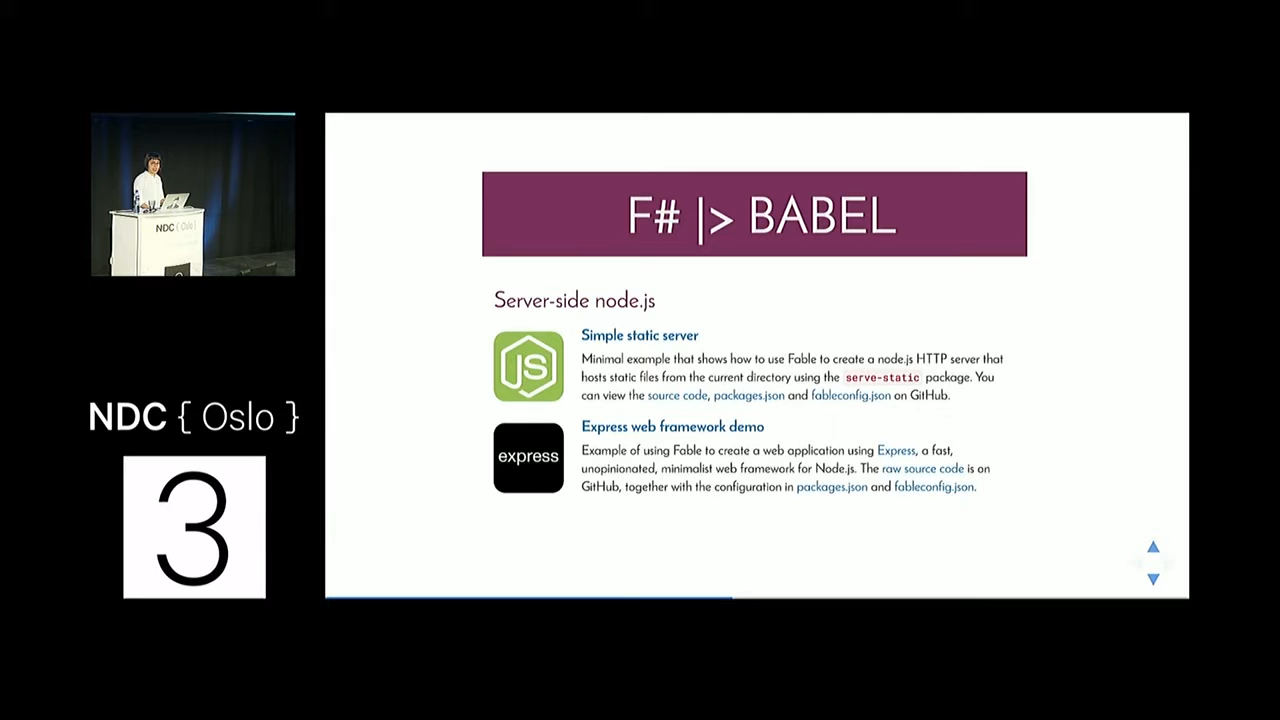 NDC { Oslo }
NDC { Oslo }
3
F# |> BABEL
Server-side node.js
JS
Simple static server
Minimal example that shows how to use Fable to create a node.js HTTP server that
hosts static files from the current directory using the serve-static package. You
can view the source code, packages.json and fableconfig.json on GitHub.
express
Express web framework demo
Example of using Fable to create a web application using Express, a fast,
unopinionated, minimalist web framework for Node.js. The raw source code is on
GitHub, together with the configuration in packages.json and fableconfig.json.